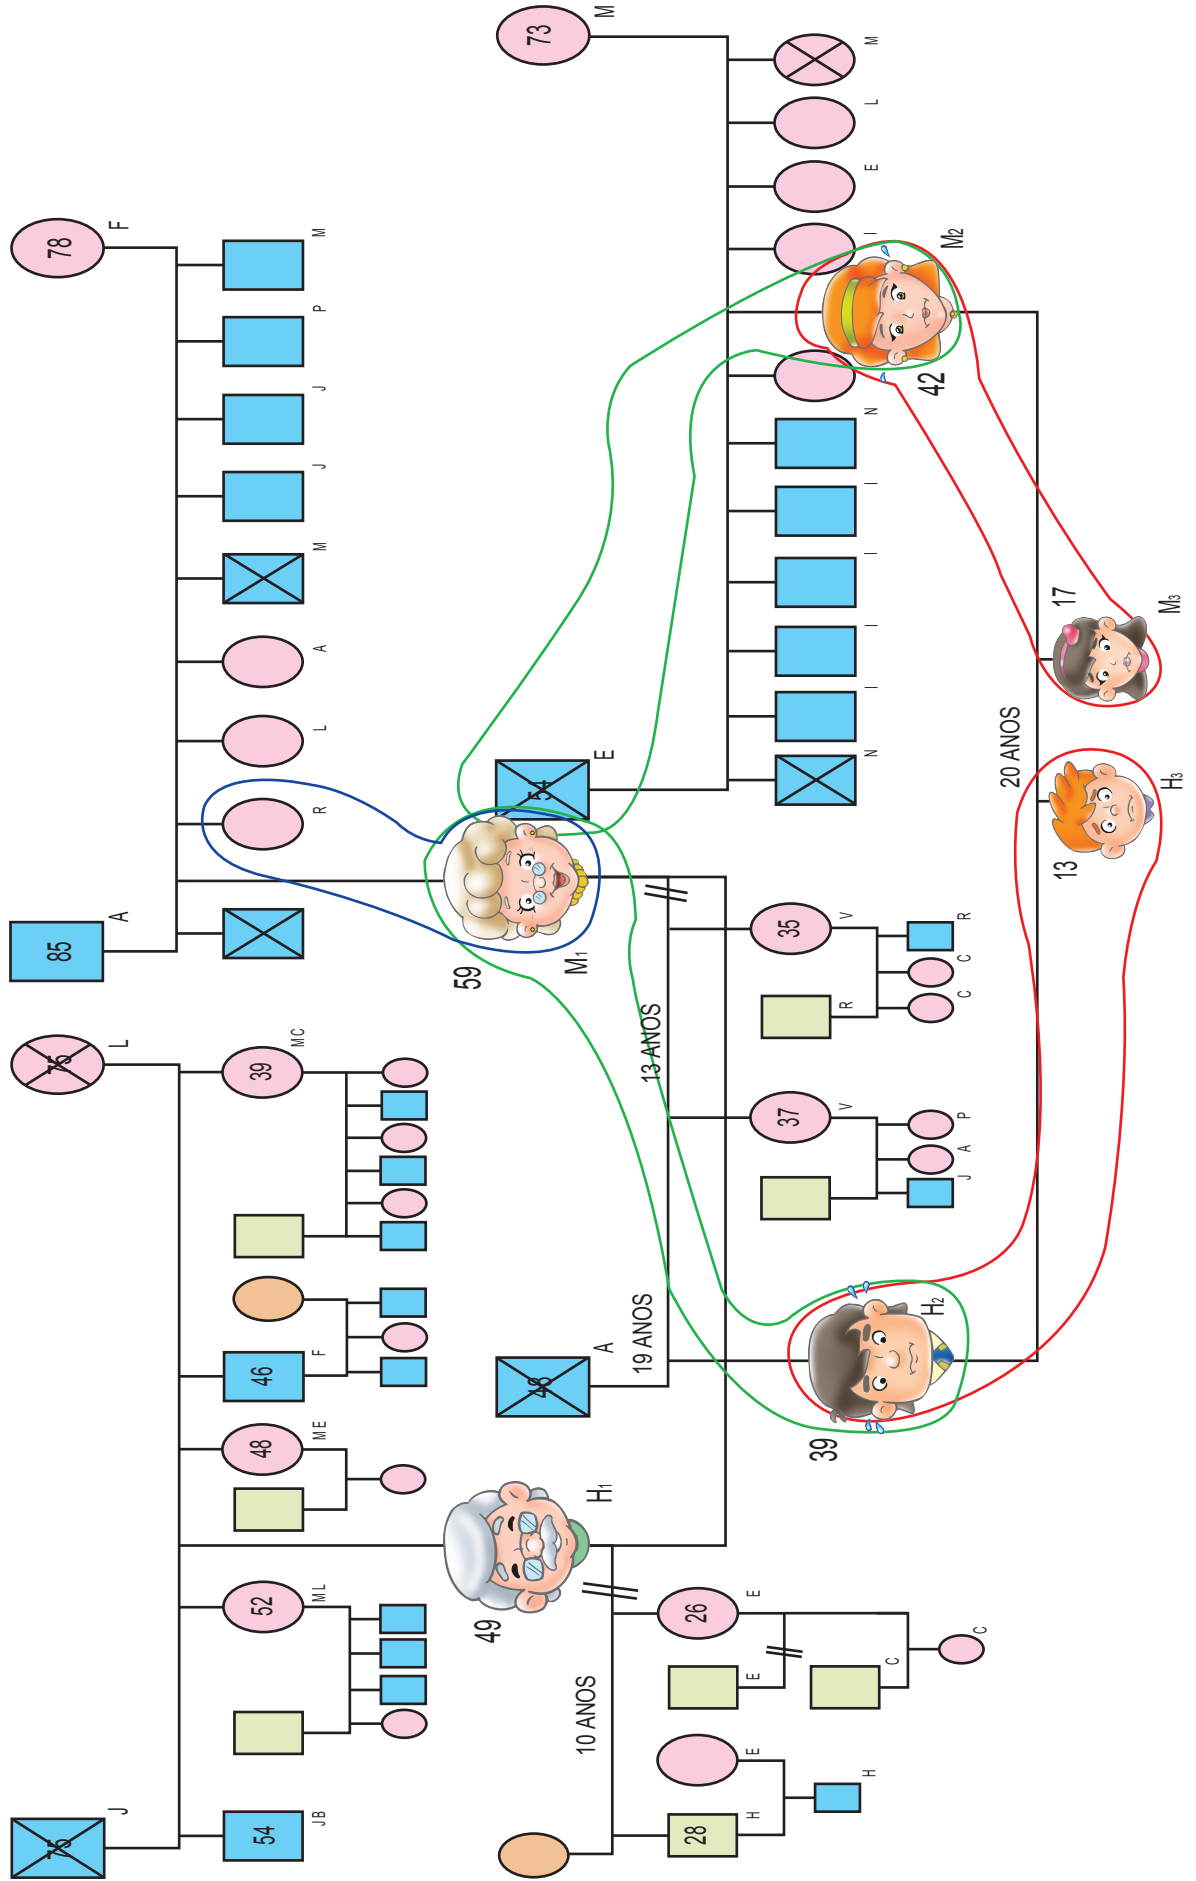 75 75 85 78
J L A F
54 52 48 46 39
JB ML ME F MC R L A M J J P M
49 59 73
48 54
H1 A M1 E M
10 ANOS 19 ANOS 13 ANOS
28 26
H E E E
37 35
39 V R V
H C N I I I I N I E L M
H2 42 M2
J A P C C R
C
20 ANOS
13 17
H3 M3